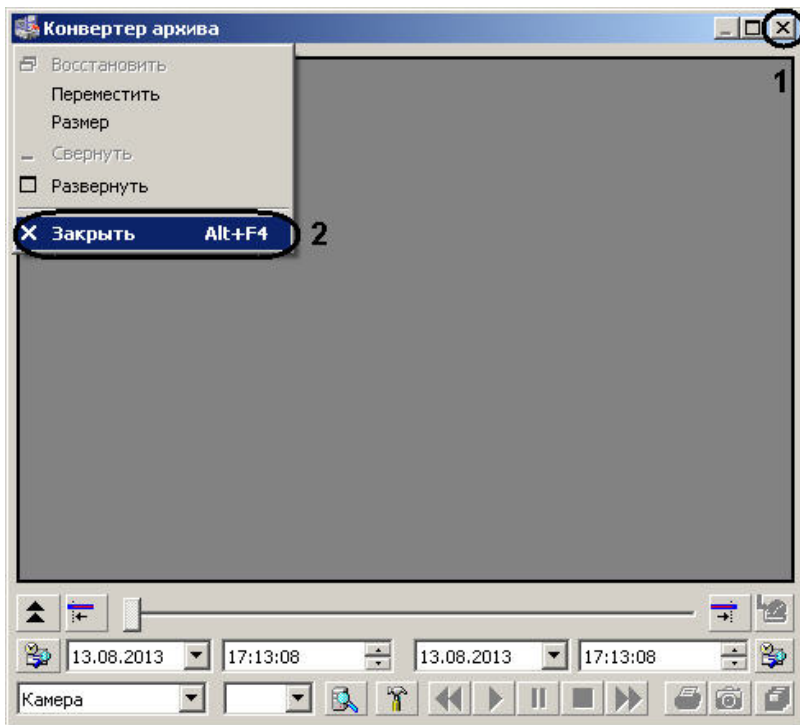 Конвертер архива
1
Восстановить
Переместить
Размер
Свернуть
Развернуть
Закрыть Alt+F4
2
13.08.2013 17:13:08 13.08.2013 17:13:08
Камера